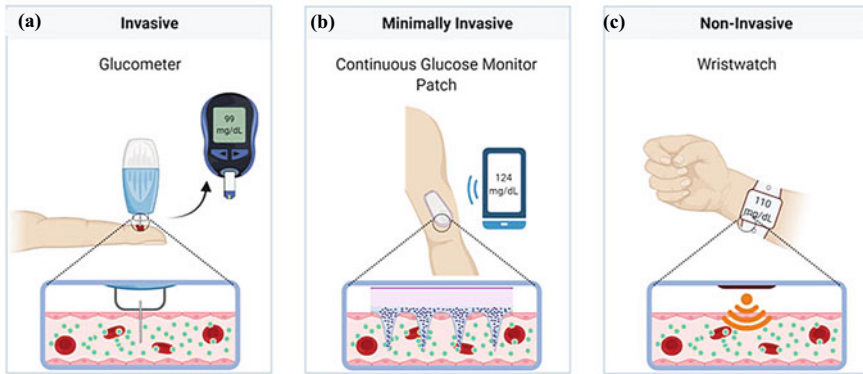 (a) Invasive
Glucometer
99
mg/dL
(b) Minimally Invasive
Continuous Glucose Monitor
Patch
124
mg/dL
(c) Non-Invasive
Wristwatch
110
mg/dL